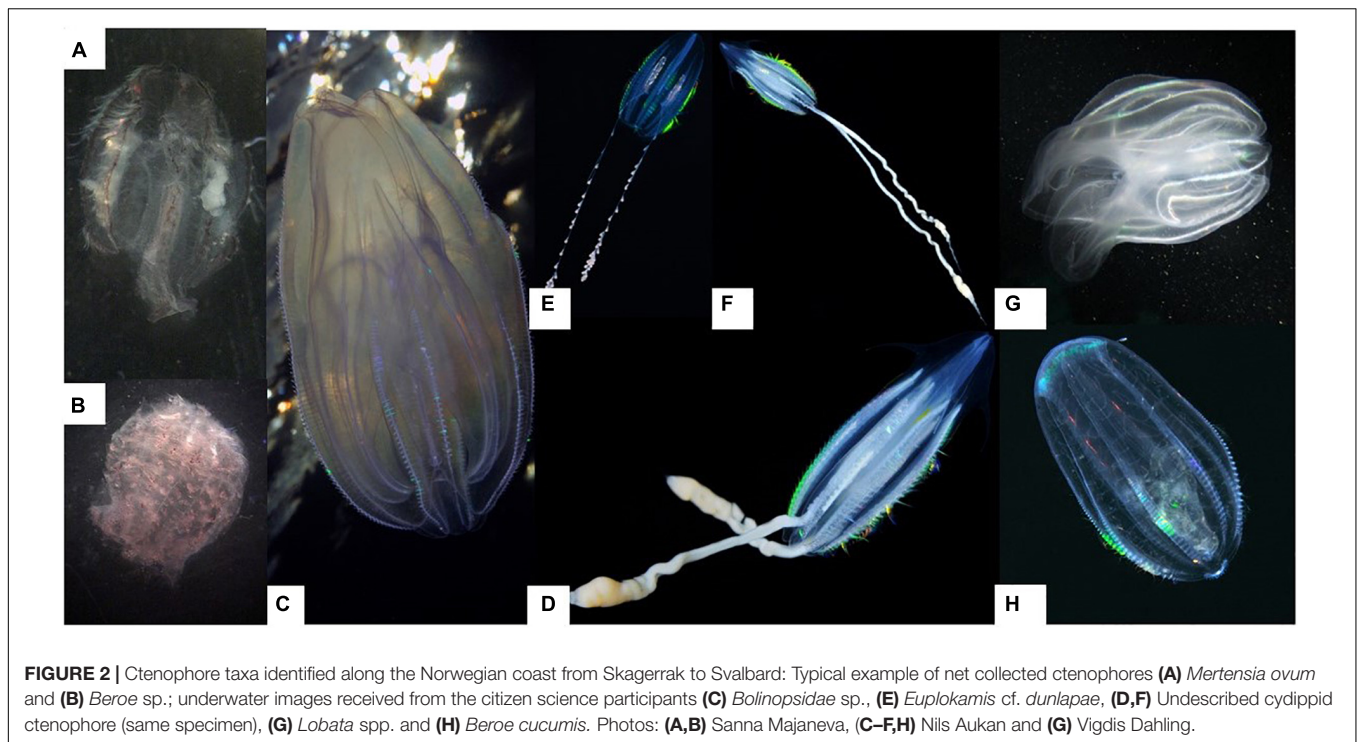 A
B
C
E
F
D
G
H
FIGURE 2 | Ctenophore taxa identified along the Norwegian coast from Skagerrak to Svalbard: Typical example of net collected ctenophores (A) Mertensia ovum
and (B) Beroe sp.; underwater images received from the citizen science participants (C) Bolinopsidae sp., (E) Euplokamis cf. dunlapae, (D,F) Undescribed cydippid
ctenophore (same specimen), (G) Lobata spp. and (H) Beroe cucumis. Photos: (A,B) Sanna Majaneva, (C–F,H) Nils Aukan and (G) Vigdis Dahling.